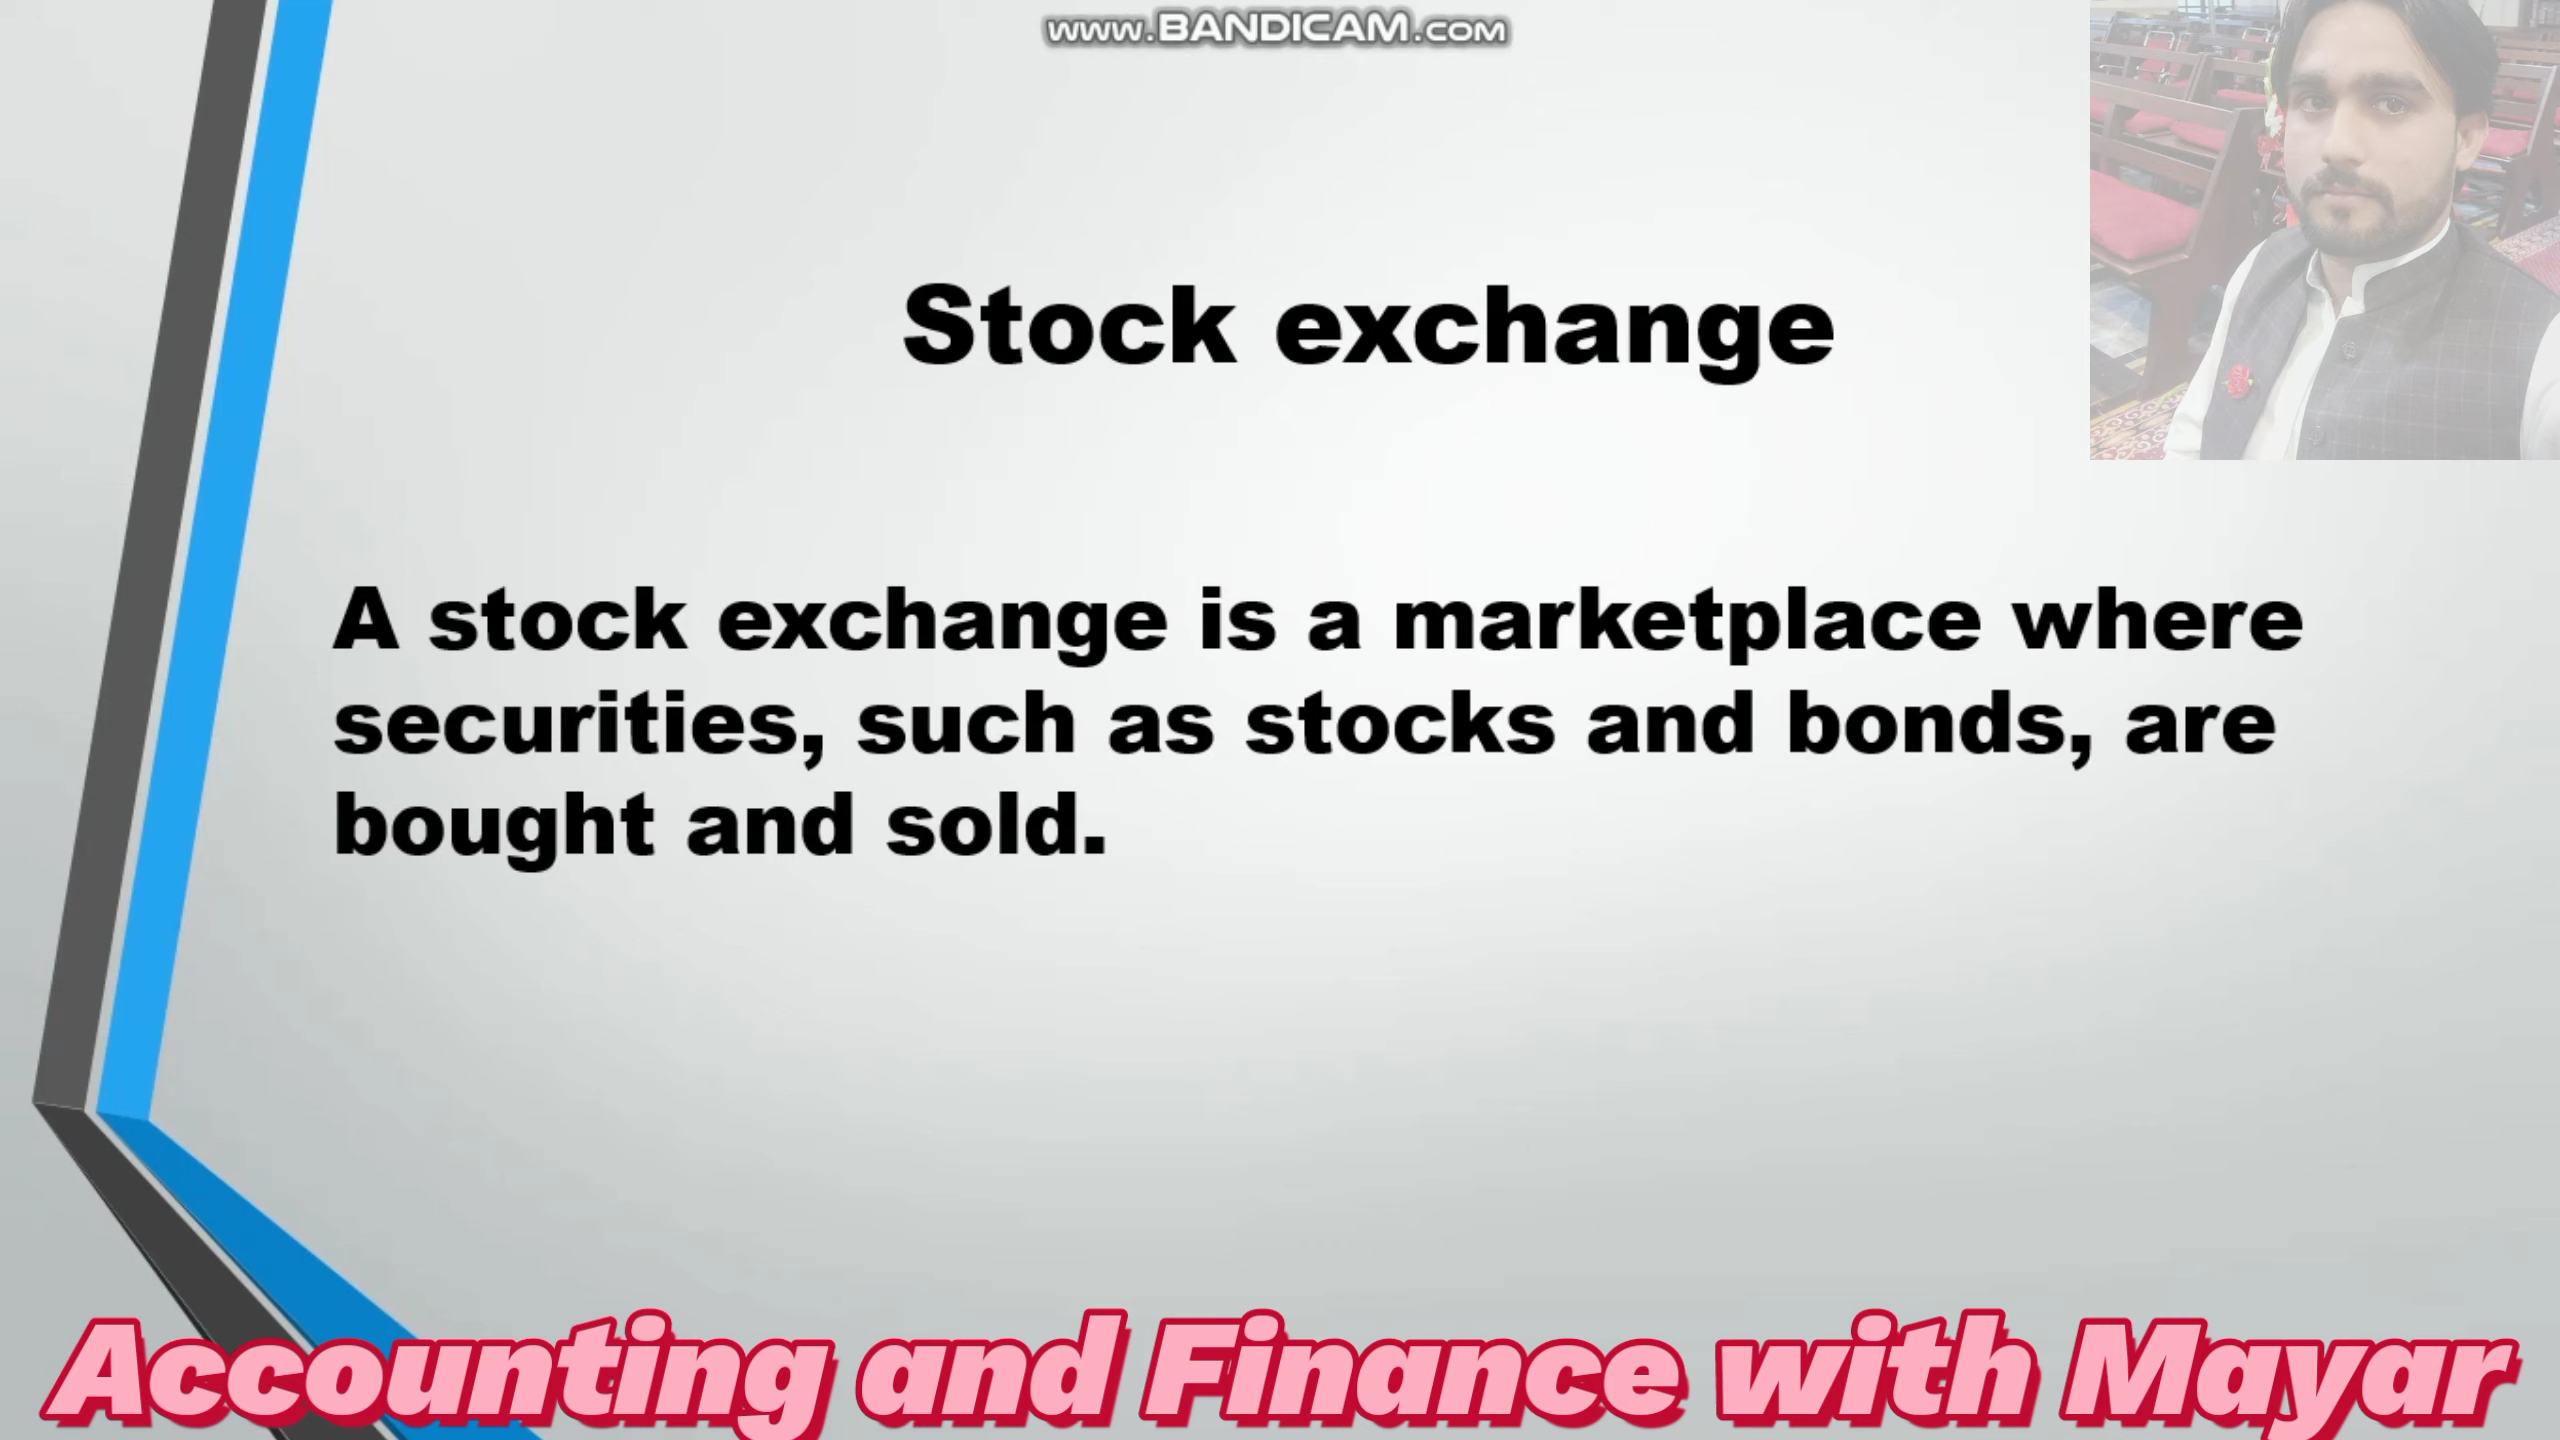 www.BANDICAM.com
Stock exchange
A stock exchange is a marketplace where
securities, such as stocks and bonds, are
bought and sold.
Accounting and Finance with Mayar